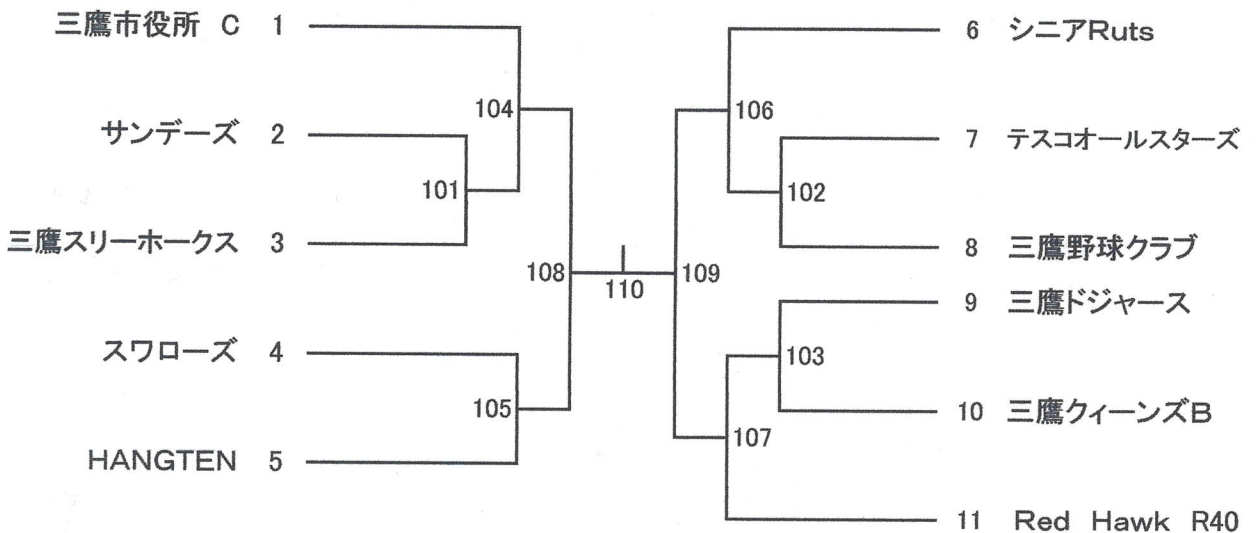 三鷹市役所 C 1
104
サンデーズ 2
101
三鷹スリーホークス 3
108
スワローズ 4
105
HANGTEN 5
110
6 シニアRuts
106
7 テスコオールスターズ
102
8 三鷹野球クラブ
109
9 三鷹ドジャース
103
10 三鷹クィーンズB
107
11 Red Hawk R40